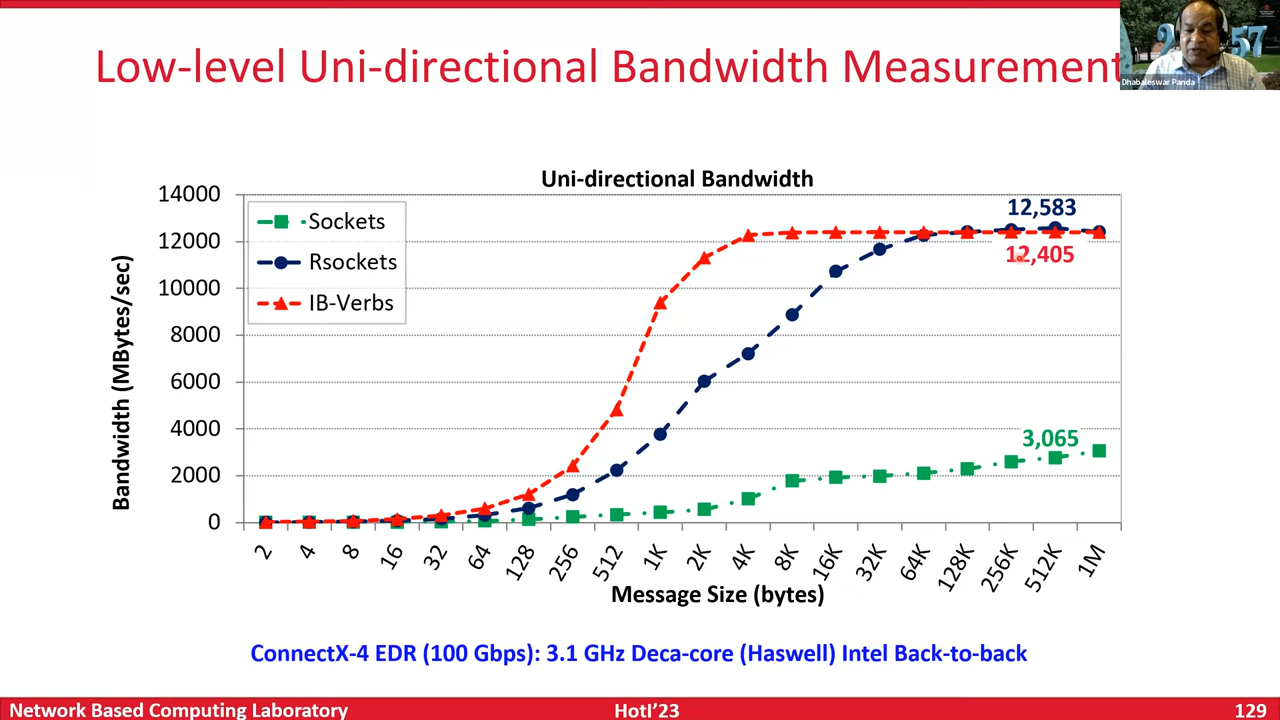 Low-level Uni-directional Bandwidth Measurement
Dhabaleswar Panda
57
Uni-directional Bandwidth
14000
12000
10000
8000
6000
4000
2000
0
Bandwidth (MBytes/sec)
Sockets
Rsockets
IB-Verbs
12,583
12,405
3,065
2 4 8 16 32 64 128 256 512 1K 2K 4K 8K 16K 32K 64K 128K 256K 512K 1M
Message Size (bytes)
ConnectX-4 EDR (100 Gbps): 3.1 GHz Deca-core (Haswell) Intel Back-to-back
Network Based Computing Laboratory
HotI'23
129